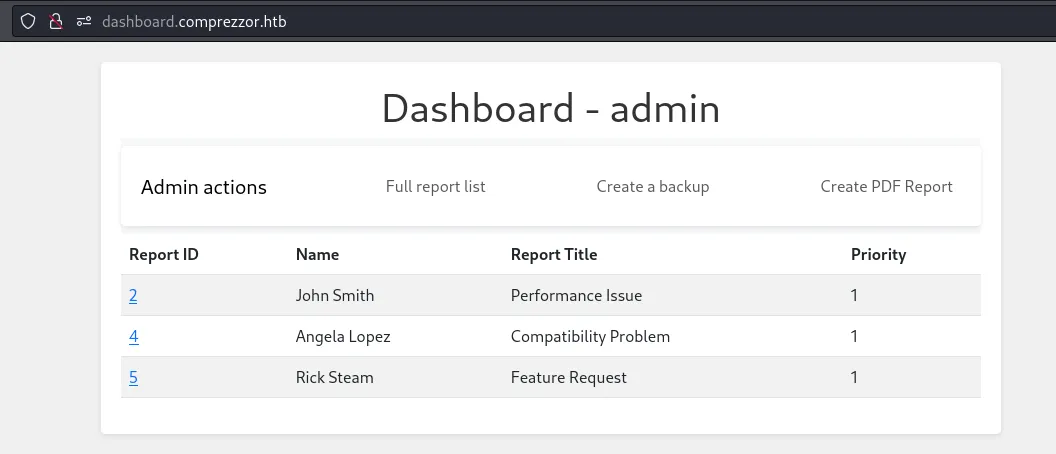 dashboard.comprezzor.htb
Dashboard - admin
Admin actions Full report list Create a backup Create PDF Report
Report ID Name Report Title Priority
2 John Smith Performance Issue 1
4 Angela Lopez Compatibility Problem 1
5 Rick Steam Feature Request 1